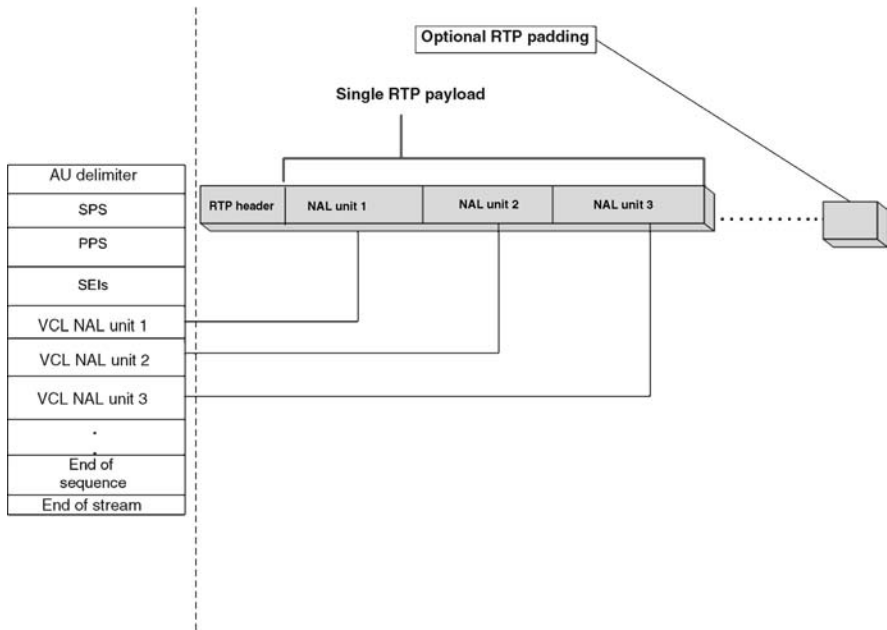 Optional RTP padding
Single RTP payload
AU delimiter
SPS
PPS
SEIs
VCL NAL unit 1
VCL NAL unit 2
VCL NAL unit 3
.
.
End of
sequence
End of stream
RTP header
NAL unit 1
NAL unit 2
NAL unit 3